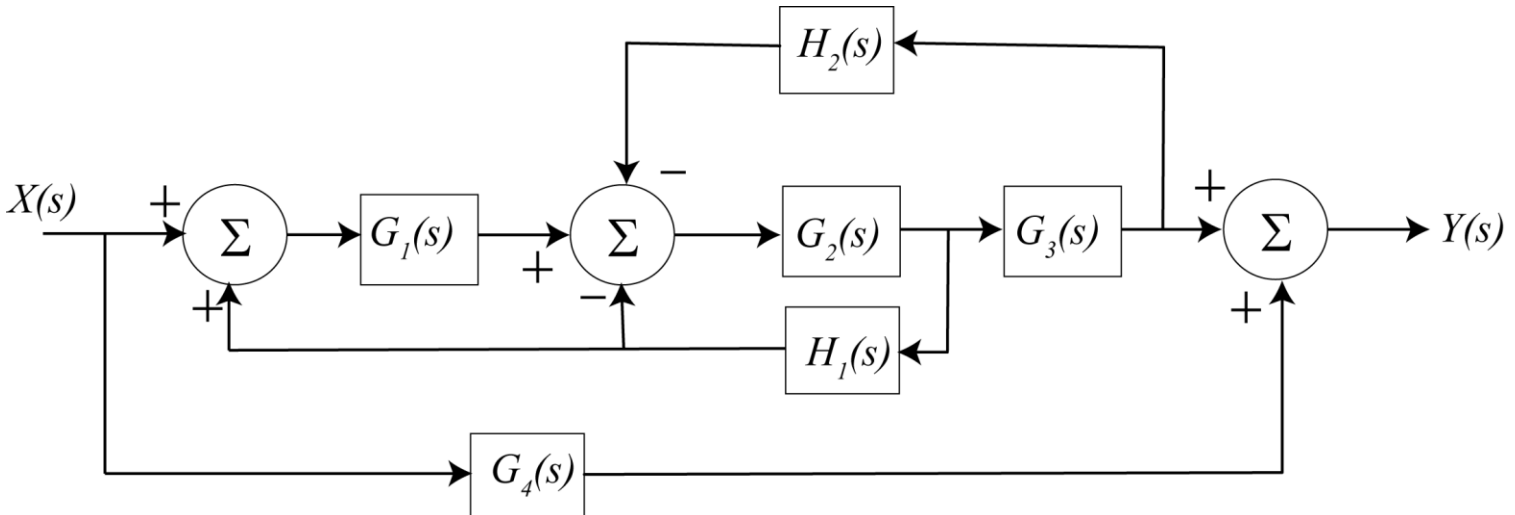 H₂(s)
X(s) + Σ G₁(s) + Σ − G₂(s) G₃(s) + Σ Y(s)
+ − H₁(s) +
G₄(s)